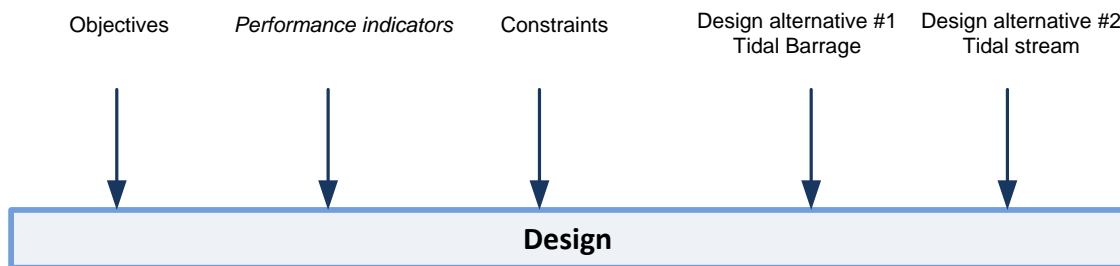 Objectives
Performance indicators
Constraints
Design alternative #1
Tidal Barrage
Design alternative #2
Tidal stream
Design